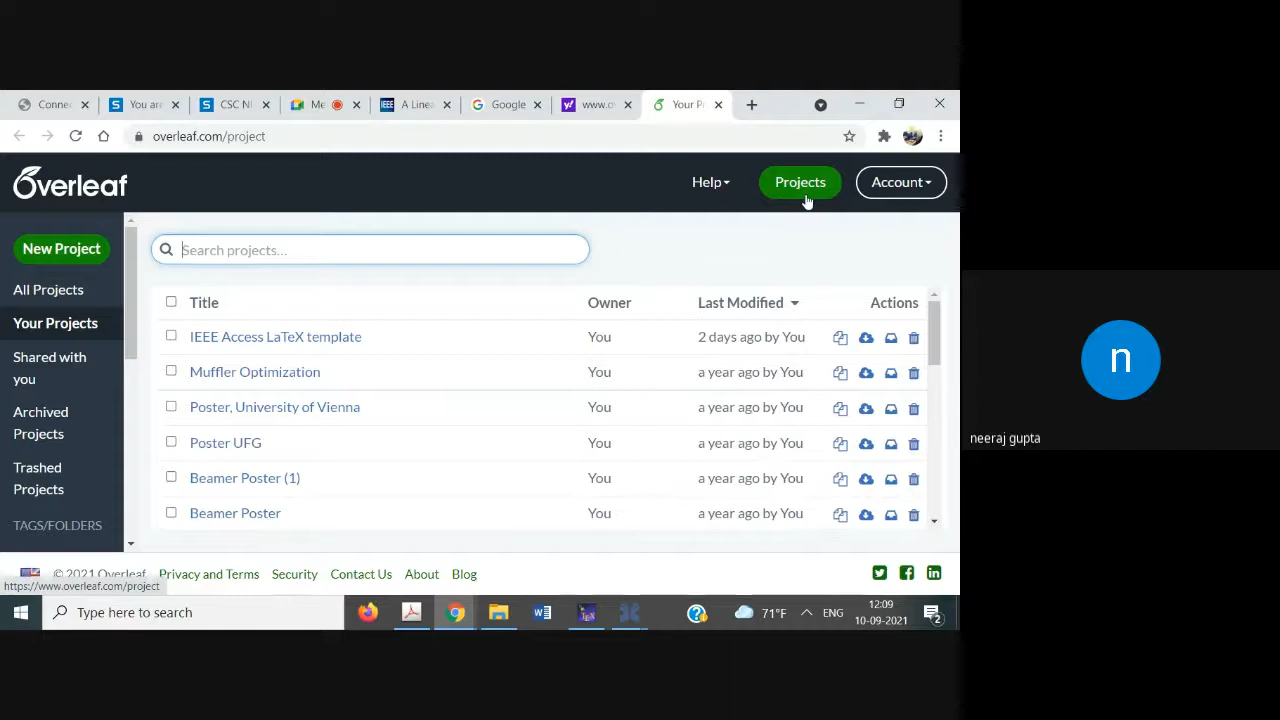 Conne
You are
CSC NI
Me
IEEE A Linea
Google
www.o
Your Pr
overleaf.com/project
Overleaf
Help
Projects
Account
New Project
All Projects
Your Projects
Shared with
you
Archived
Projects
Trashed
Projects
TAGS/FOLDERS
Search projects...
Title Owner Last Modified Actions
IEEE Access LaTeX template You 2 days ago by You
Muffler Optimization You a year ago by You
Poster, University of Vienna You a year ago by You
Poster UFG You a year ago by You
Beamer Poster (1) You a year ago by You
Beamer Poster You a year ago by You
© 2021 Overleaf Privacy and Terms Security Contact Us About Blog
https://www.overleaf.com/project
Type here to search
71°F ENG
12:09
10-09-2021
2
n
neeraj gupta